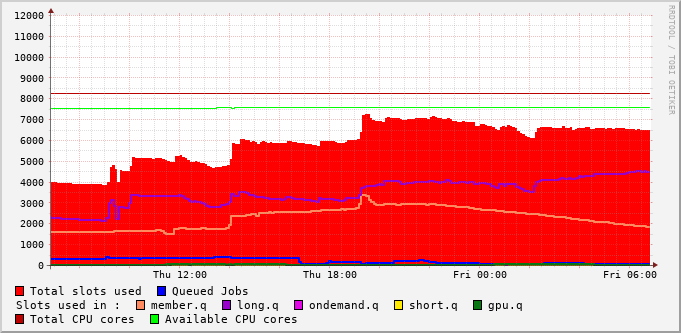 12000
11000
10000
9000
8000
7000
6000
5000
4000
3000
2000
1000
0
Thu 12:00 Thu 18:00 Fri 00:00 Fri 06:00
RRDTOOL / TOBI OETIKER
Total slots used Queued Jobs
Slots used in : member.q long.q ondemand.q short.q gpu.q
Total CPU cores Available CPU cores